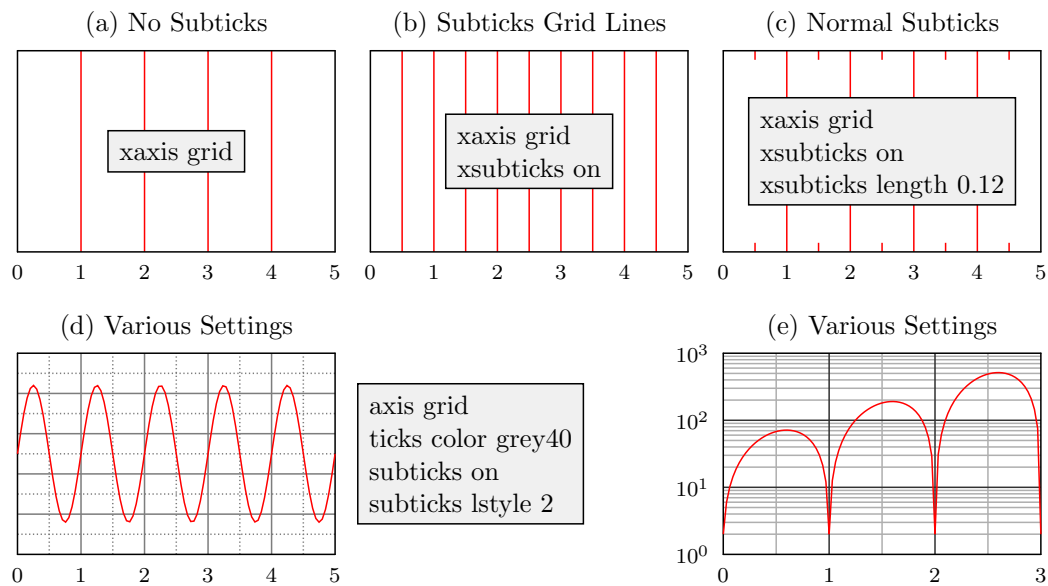 (a) No Subticks
xaxis grid
0 1 2 3 4 5
(b) Subticks Grid Lines
xaxis grid
xsubticks on
0 1 2 3 4 5
(c) Normal Subticks
xaxis grid
xsubticks on
xsubticks length 0.12
0 1 2 3 4 5
(d) Various Settings
0 1 2 3 4 5
axis grid
ticks color grey40
subticks on
subticks lstyle 2
(e) Various Settings
10³
10²
10¹
10⁰
0 1 2 3